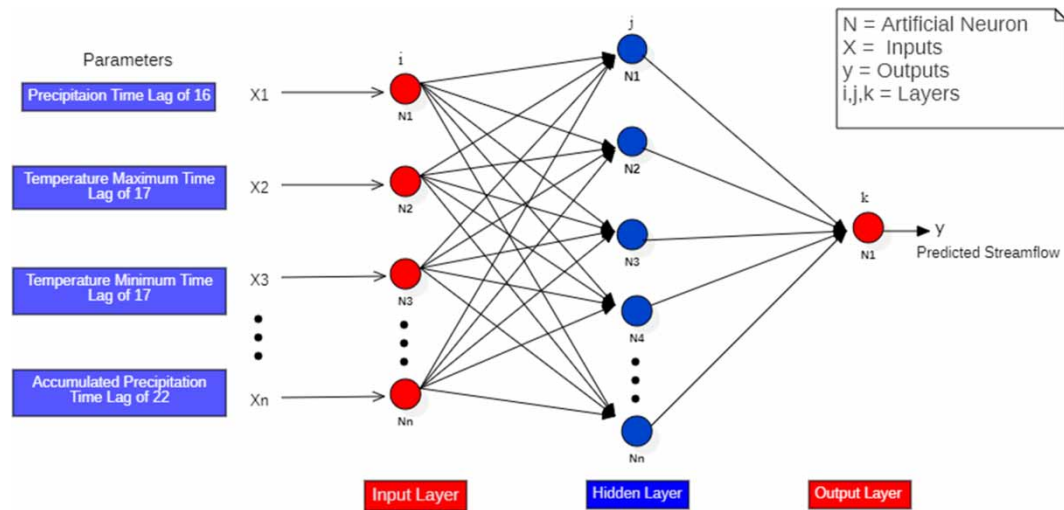 Parameters
Precipitaion Time Lag of 16
Temperature Maximum Time
Lag of 17
Temperature Minimum Time
Lag of 17
Accumulated Precipitation
Time Lag of 22
X1
X2
X3
Xn
i
N1
N2
N3
Nn
Input Layer
j
N1
N2
N3
N4
Nn
Hidden Layer
k
N1
Output Layer
y
Predicted Streamflow
N = Artificial Neuron
X = Inputs
y = Outputs
i,j,k = Layers